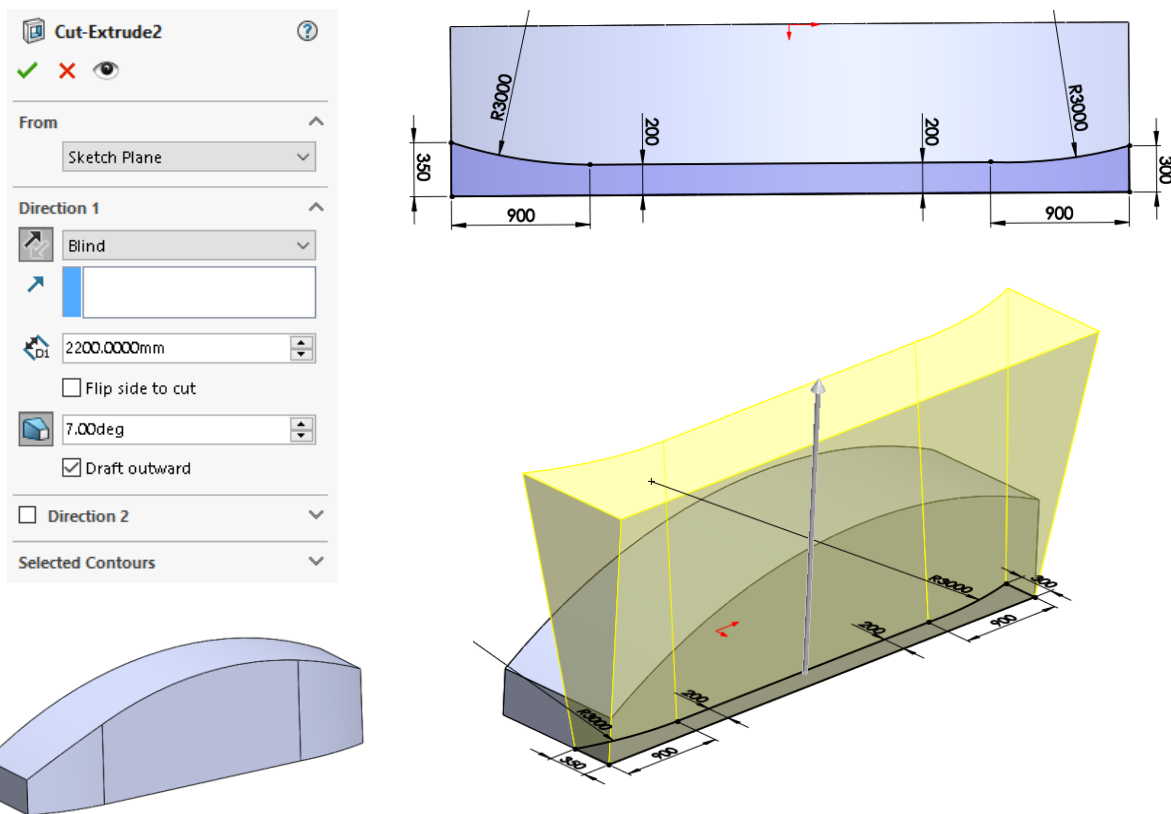 Cut-Extrude2
From
Sketch Plane
Direction 1
Blind
D1
2200.0000mm
Flip side to cut
7.00deg
Draft outward
Direction 2
Selected Contours
R3000
R3000
200
200
350
300
900
900
R3000
300
900
200
200
R3000
900
350